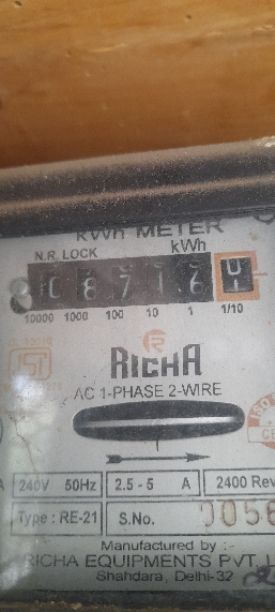 kWh METER
N.R. LOCK kWh
0 8 7 1 6
10000 1000 100 10 1 1/10
RICHA
AC 1-PHASE 2-WIRE
240V 50Hz 2.5 - 5 A 2400 Rev
Type : RE-21 S.No. 0056
Manufactured by :-
RICHA EQUIPMENTS PVT. L
Shahdara, Delhi-32